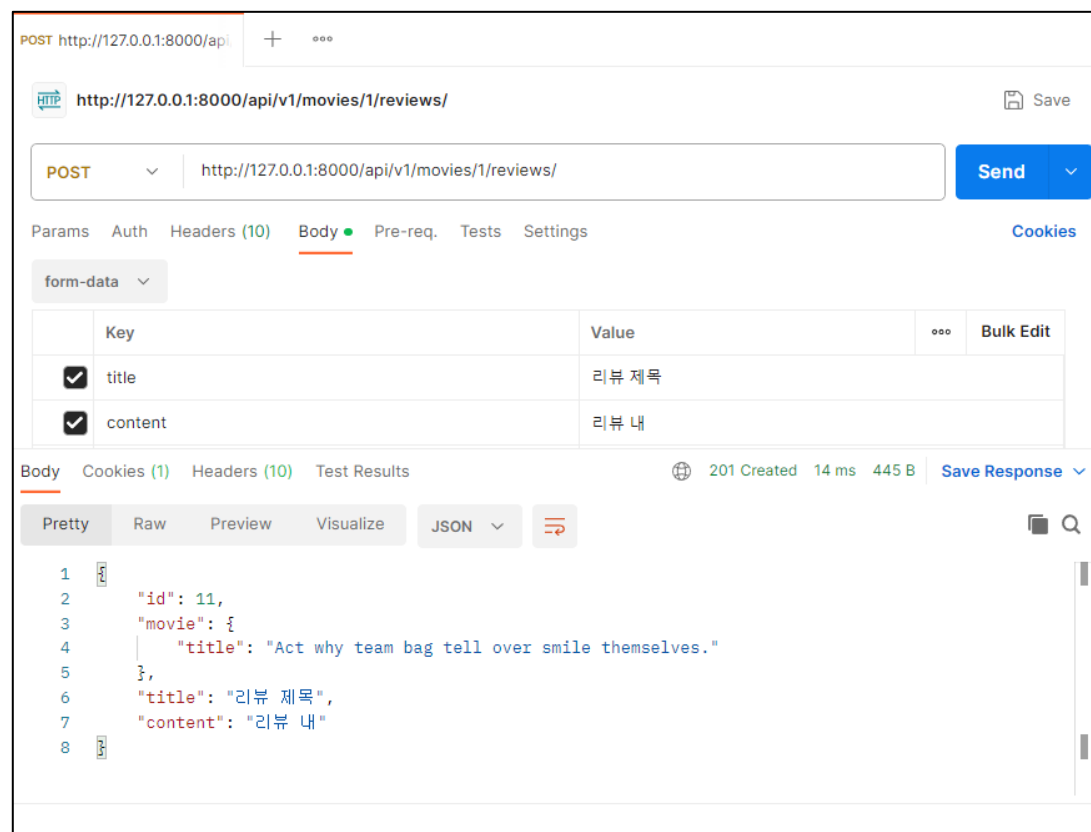 POST http://127.0.0.1:8000/api
HTTP http://127.0.0.1:8000/api/v1/movies/1/reviews/ Save
POST http://127.0.0.1:8000/api/v1/movies/1/reviews/ Send
Params Auth Headers (10) Body Pre-req. Tests Settings Cookies
form-data
Key Value Bulk Edit
title 리뷰 제목
content 리뷰 내
Body Cookies (1) Headers (10) Test Results 201 Created 14 ms 445 B Save Response
Pretty Raw Preview Visualize JSON
1 {
2 "id": 11,
3 "movie": {
4 "title": "Act why team bag tell over smile themselves."
5 },
6 "title": "리뷰 제목",
7 "content": "리뷰 내"
8 }